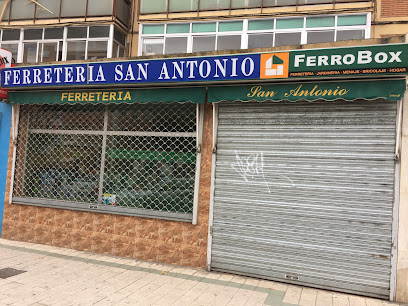 FERRETERIA SAN ANTONIO
FERROBOX
FERRETERIA - JARDINERIA - MENAJE - BRICOLAJE - HOGAR
FERRETERIA
San Antonio